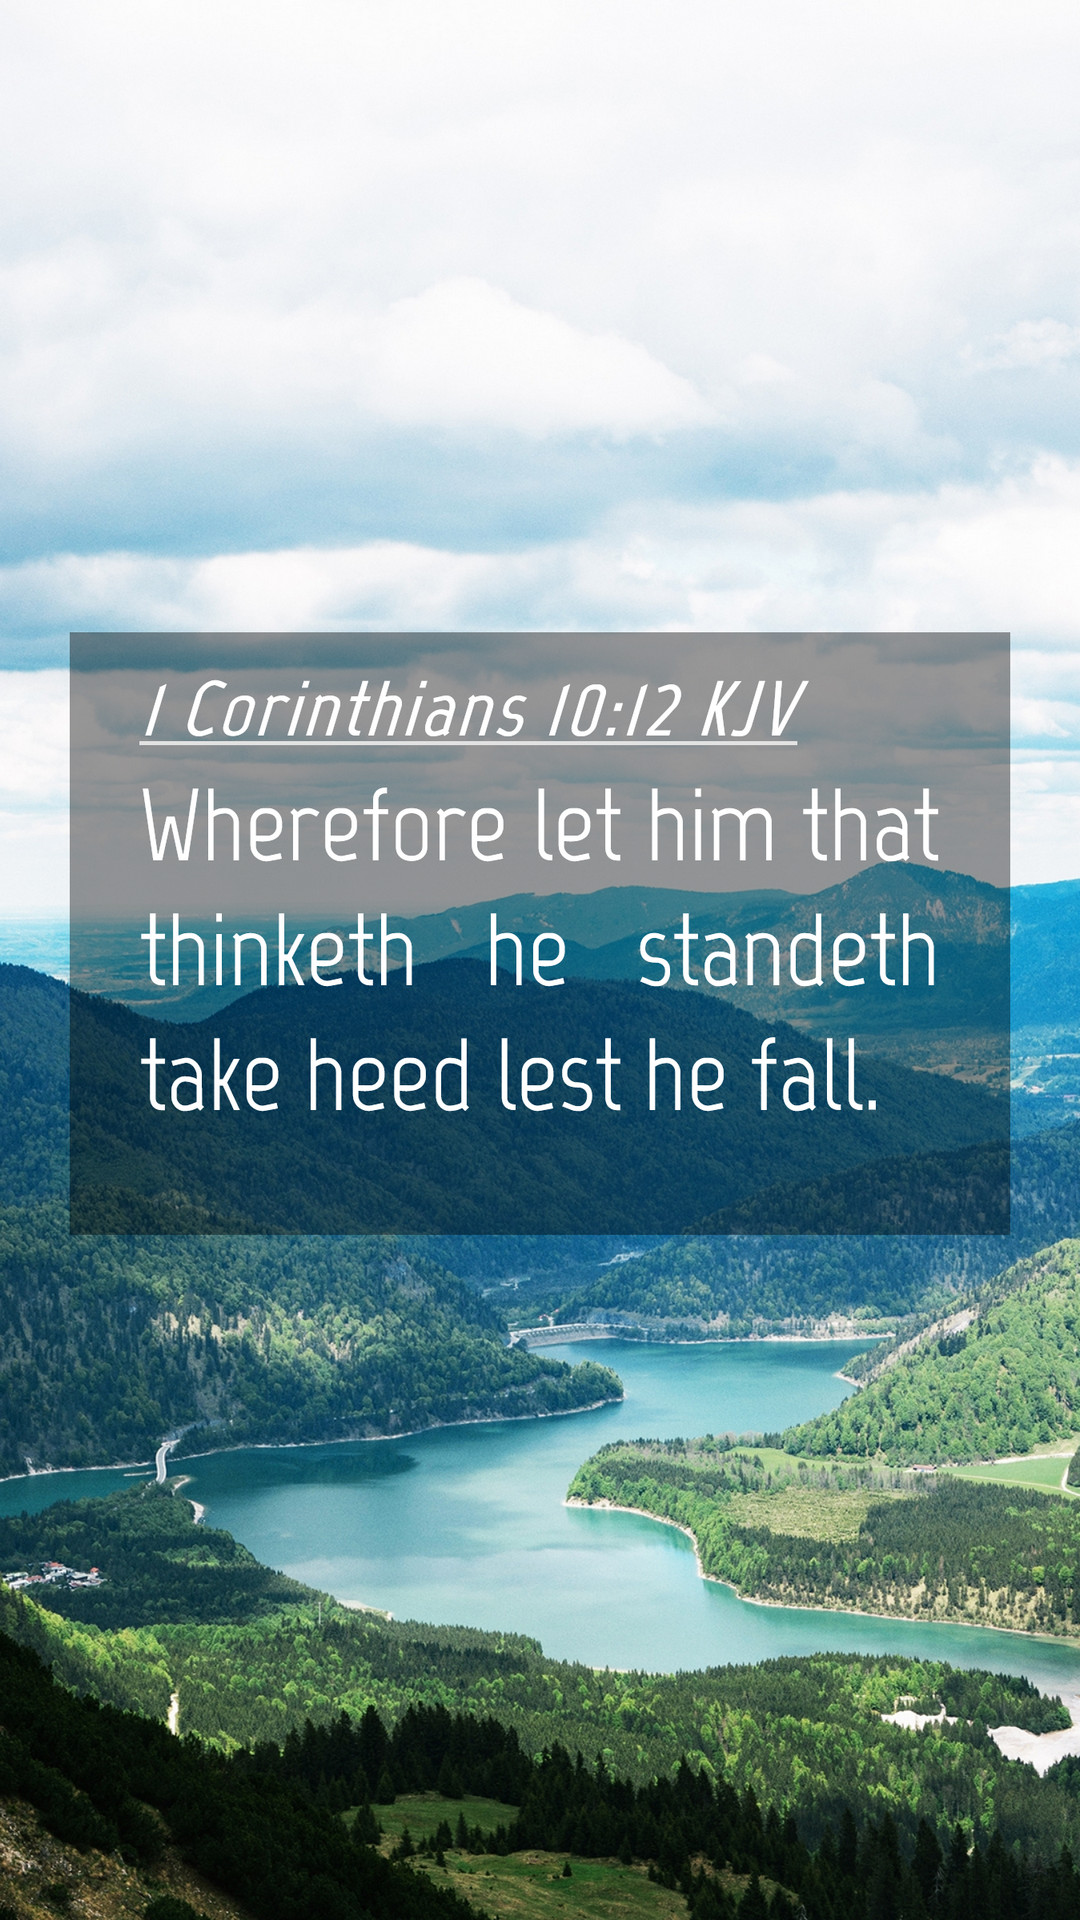 1 Corinthians 10:12 KJV
Wherefore let him that
thinketh he standeth
take heed lest he fall.